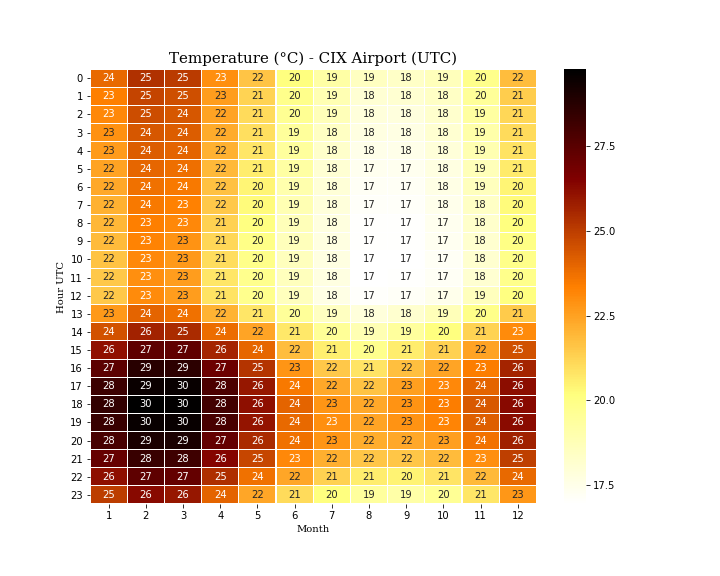 Temperature (°C) - CIX Airport (UTC)
0 24 25 25 23 22 20 19 19 18 19 20 22
1 23 25 25 23 21 20 19 18 18 18 20 21
2 23 25 24 22 21 20 19 18 18 18 19 21
3 23 24 24 22 21 19 18 18 18 18 19 21
4 23 24 24 22 21 19 18 18 18 18 19 21
5 22 24 24 22 21 19 18 17 17 18 19 21
6 22 24 24 22 20 19 18 17 17 18 19 20
7 22 24 23 22 20 19 18 17 17 18 18 20
8 22 23 23 21 20 19 18 17 17 17 18 20
9 22 23 23 21 20 19 18 17 17 17 18 20
10 22 23 23 21 20 19 18 17 17 17 18 20
11 22 23 23 21 20 19 18 17 17 17 18 20
12 22 23 23 21 20 19 18 17 17 17 19 20
13 23 24 24 22 21 20 19 18 18 19 20 21
14 24 26 25 24 22 21 20 19 19 20 21 23
15 26 27 27 26 24 22 21 20 21 21 22 25
16 27 29 29 27 25 23 22 21 22 22 23 26
17 28 29 30 28 26 24 22 22 23 23 24 26
18 28 30 30 28 26 24 23 22 23 23 24 26
19 28 30 30 28 26 24 23 22 23 23 24 26
20 28 29 29 27 26 24 23 22 22 23 24 26
21 27 28 28 26 25 23 22 22 22 22 23 25
22 26 27 27 25 24 22 21 21 20 21 22 24
23 25 26 26 24 22 21 20 19 19 20 21 23
1 2 3 4 5 6 7 8 9 10 11 12
Month
Hour UTC
27.5
25.0
22.5
20.0
17.5